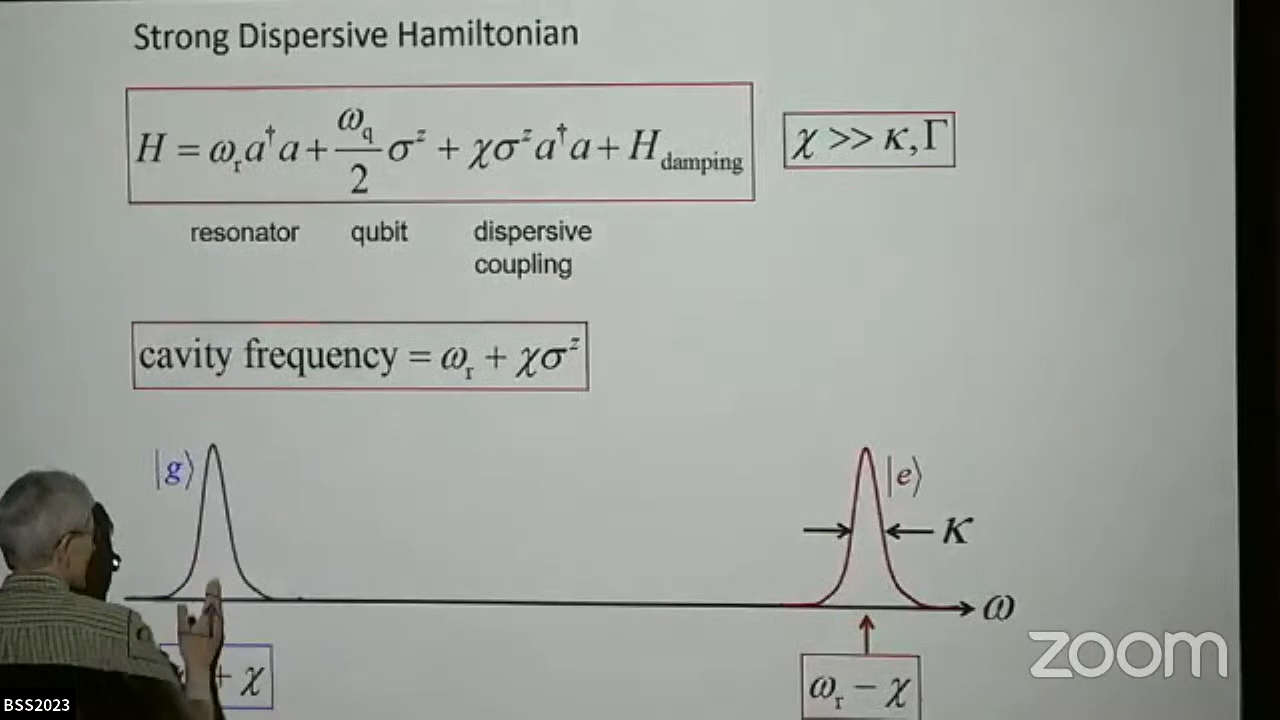 Strong Dispersive Hamiltonian
H = ω_r a†a + ω_q/2 σ^z + χσ^z a†a + H_damping
χ >> κ,Γ
resonator qubit dispersive
coupling
cavity frequency = ω_r + χσ^z
|g⟩
|e⟩
κ
ω
+ χ
ω_r − χ
zoom
BSS2023